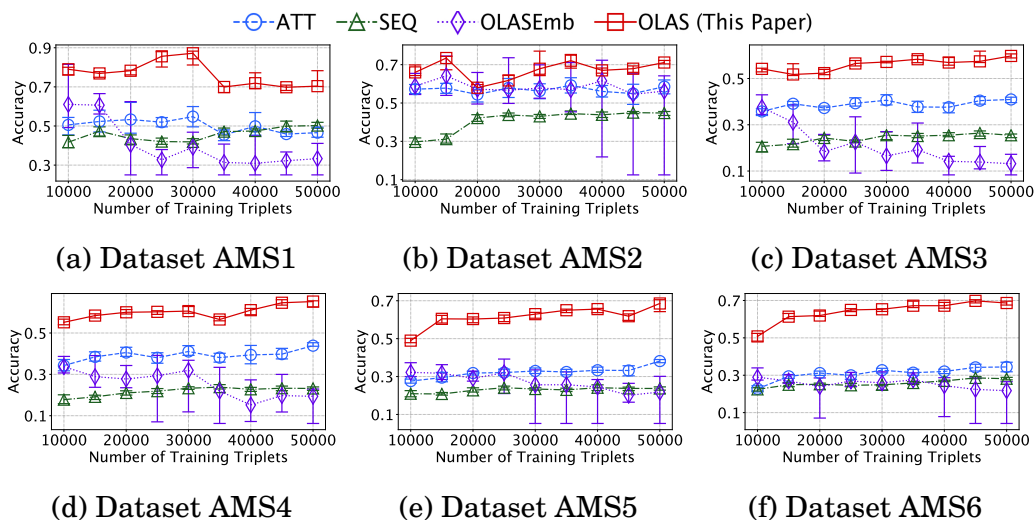 ATT SEQ OLASEmb OLAS (This Paper)
Accuracy
0.9
0.7
0.5
0.3
10000 20000 30000 40000 50000
Number of Training Triplets
(a) Dataset AMS1
Accuracy
0.7
0.5
0.3
0.1
10000 20000 30000 40000 50000
Number of Training Triplets
(b) Dataset AMS2
Accuracy
0.5
0.3
0.1
10000 20000 30000 40000 50000
Number of Training Triplets
(c) Dataset AMS3
Accuracy
0.5
0.3
0.1
10000 20000 30000 40000 50000
Number of Training Triplets
(d) Dataset AMS4
Accuracy
0.7
0.5
0.3
0.1
10000 20000 30000 40000 50000
Number of Training Triplets
(e) Dataset AMS5
Accuracy
0.7
0.5
0.3
0.1
10000 20000 30000 40000 50000
Number of Training Triplets
(f) Dataset AMS6